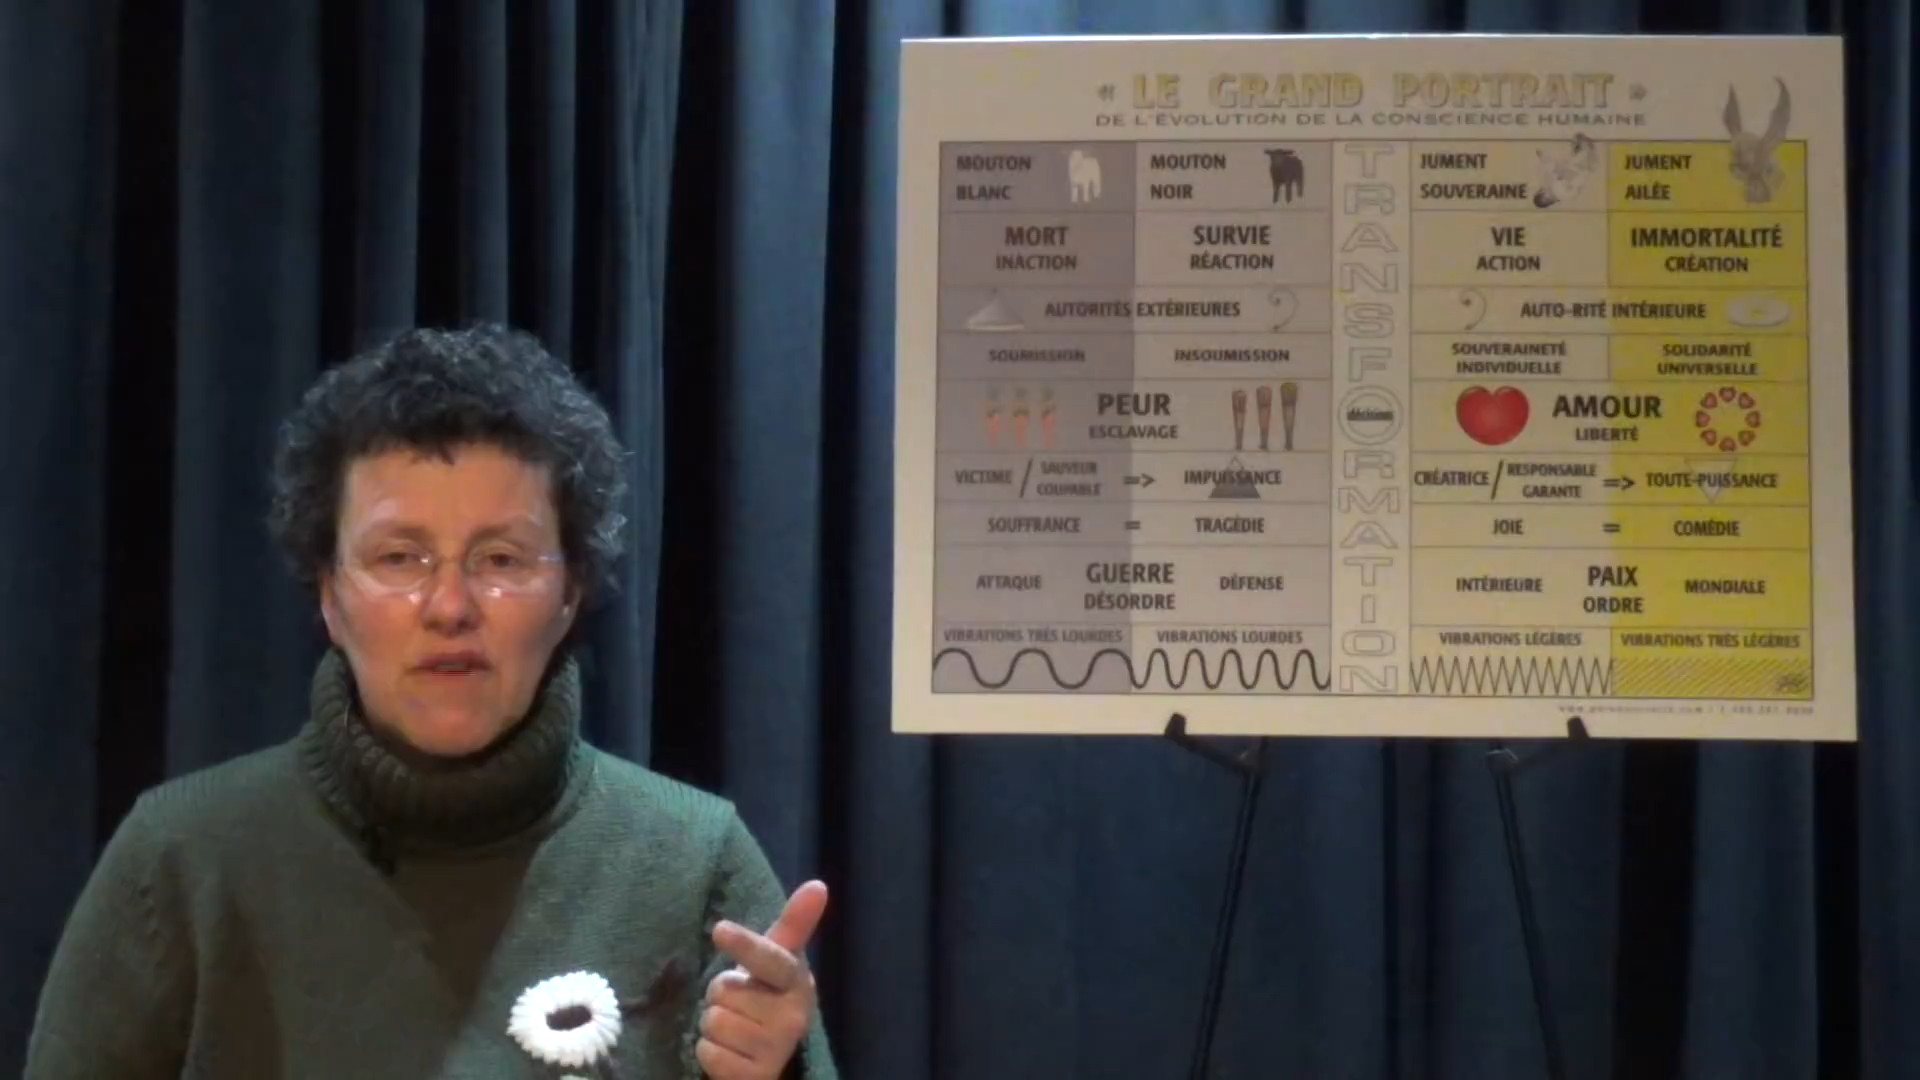 « LE GRAND PORTRAIT »
DE L'ÉVOLUTION DE LA CONSCIENCE HUMAINE
MOUTON BLANC
MOUTON NOIR
JUMENT SOUVERAINE
JUMENT AILÉE
MORT
INACTION
SURVIE
RÉACTION
VIE
ACTION
IMMORTALITÉ
CRÉATION
AUTORITÉS EXTÉRIEURES
AUTO-RITÉ INTÉRIEURE
SOUMISSION
INSOUMISSION
SOUVERAINETÉ
INDIVIDUELLE
SOLIDARITÉ
UNIVERSELLE
PEUR
ESCLAVAGE
décision
AMOUR
LIBERTÉ
VICTIME / SAUVEUR
COUPABLE
=> IMPUISSANCE
CRÉATRICE / RESPONSABLE
GARANTE
=> TOUTE-PUISSANCE
SOUFFRANCE = TRAGÉDIE
JOIE = COMÉDIE
ATTAQUE GUERRE DÉFENSE
DÉSORDRE
INTÉRIEURE PAIX MONDIALE
ORDRE
VIBRATIONS TRÈS LOURDES
VIBRATIONS LOURDES
VIBRATIONS LÉGÈRES
VIBRATIONS TRÈS LÉGÈRES
TRANSFORMATION